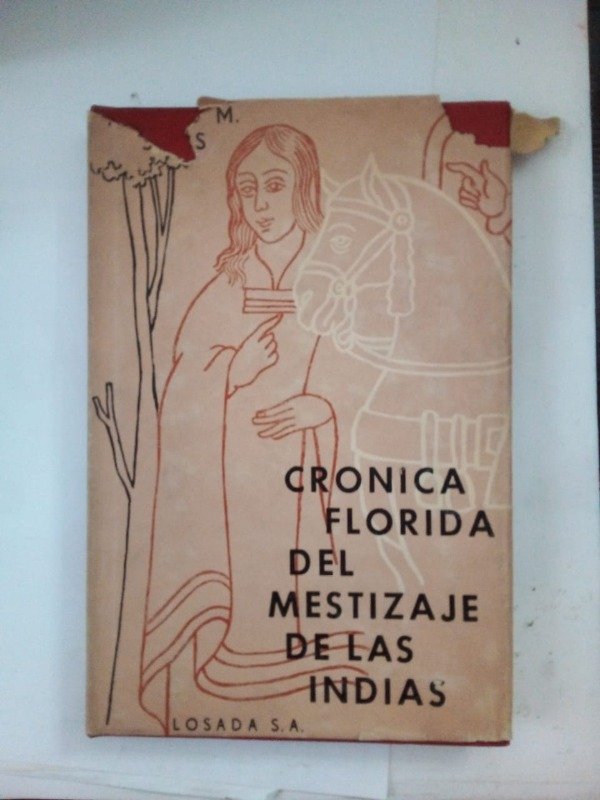 M.
S
CRONICA
FLORIDA
DEL
MESTIZAJE
DE LAS
INDIAS
LOSADA S.A.